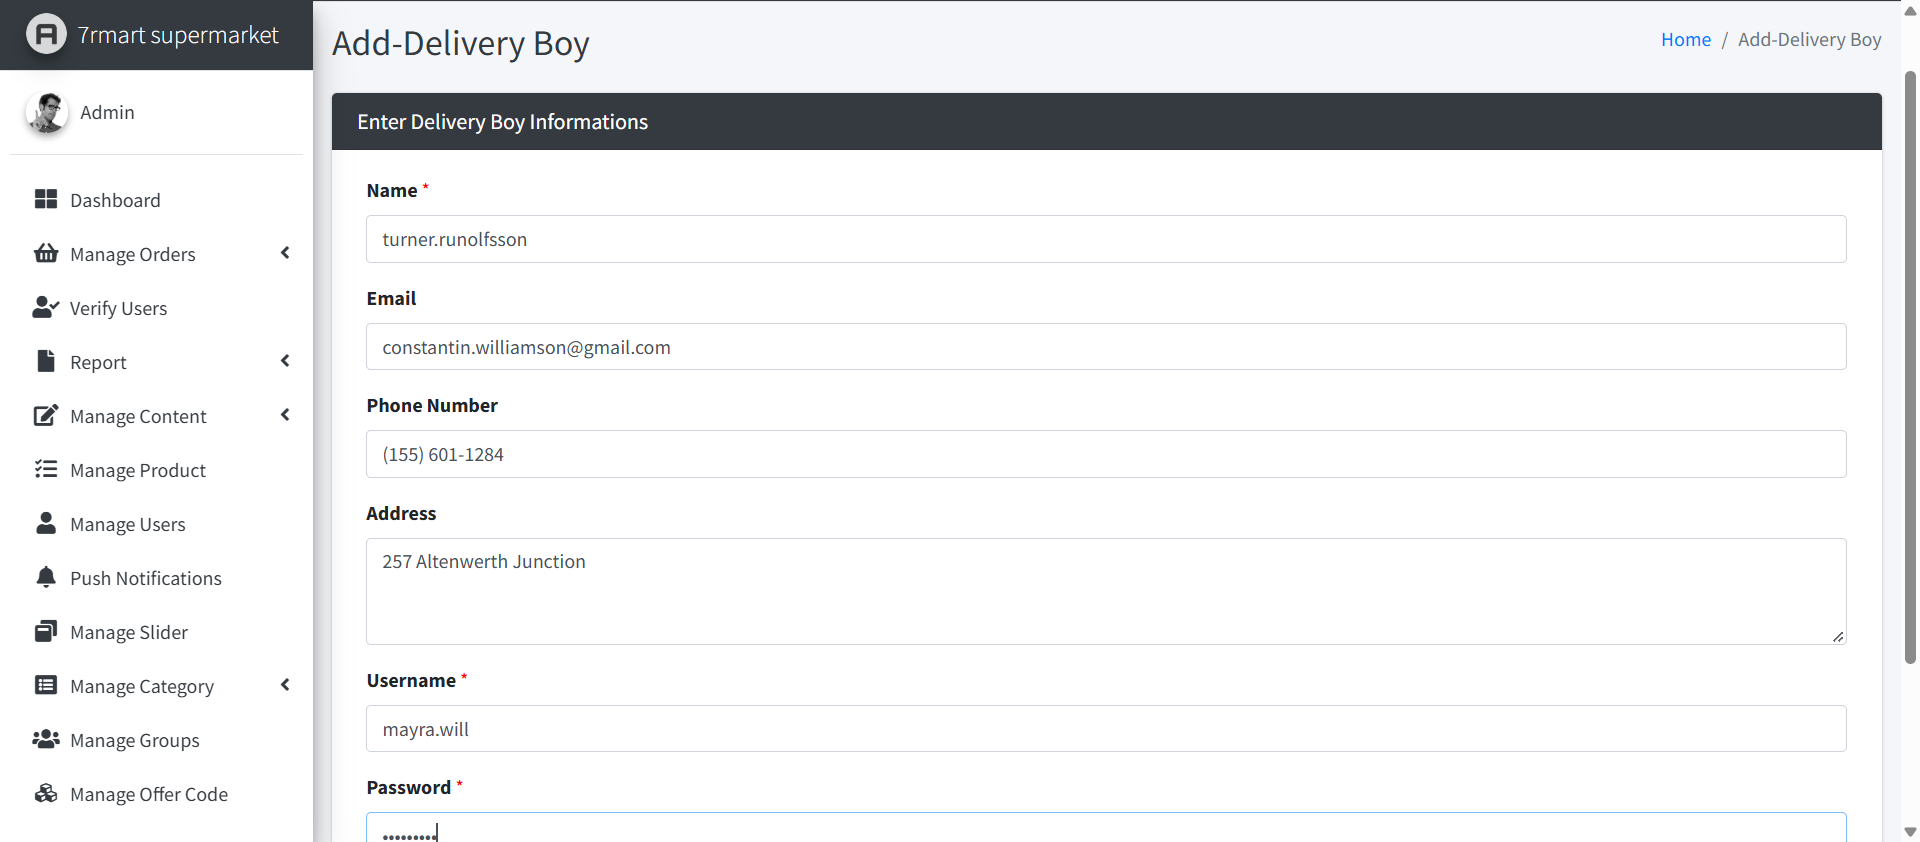 7rmart supermarket
Admin
Dashboard
Manage Orders
Verify Users
Report
Manage Content
Manage Product
Manage Users
Push Notifications
Manage Slider
Manage Category
Manage Groups
Manage Offer Code
Add-Delivery Boy
Home / Add-Delivery Boy
Enter Delivery Boy Informations
Name *
turner.runolfsson
Email
constantin.williamson@gmail.com
Phone Number
(155) 601-1284
Address
257 Altenwerth Junction
Username *
mayra.will
Password *
•••••••••